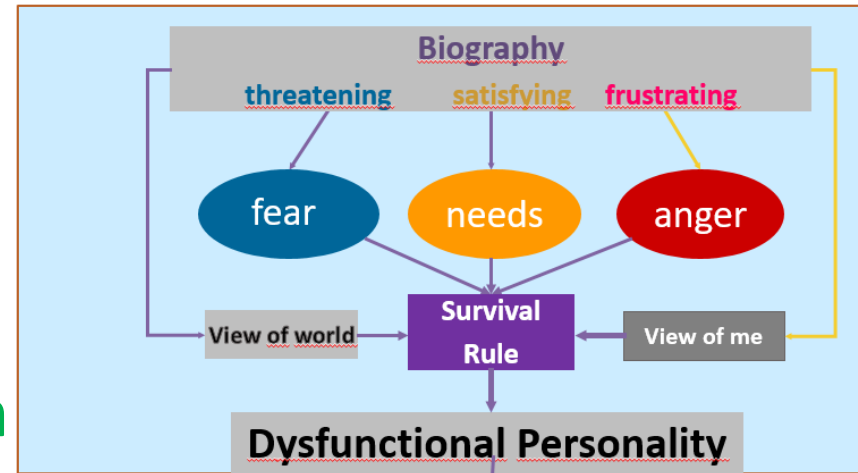 Biography
threatening satisfying frustrating
fear needs anger
Survival
Rule
View of world
View of me
Dysfunctional Personality